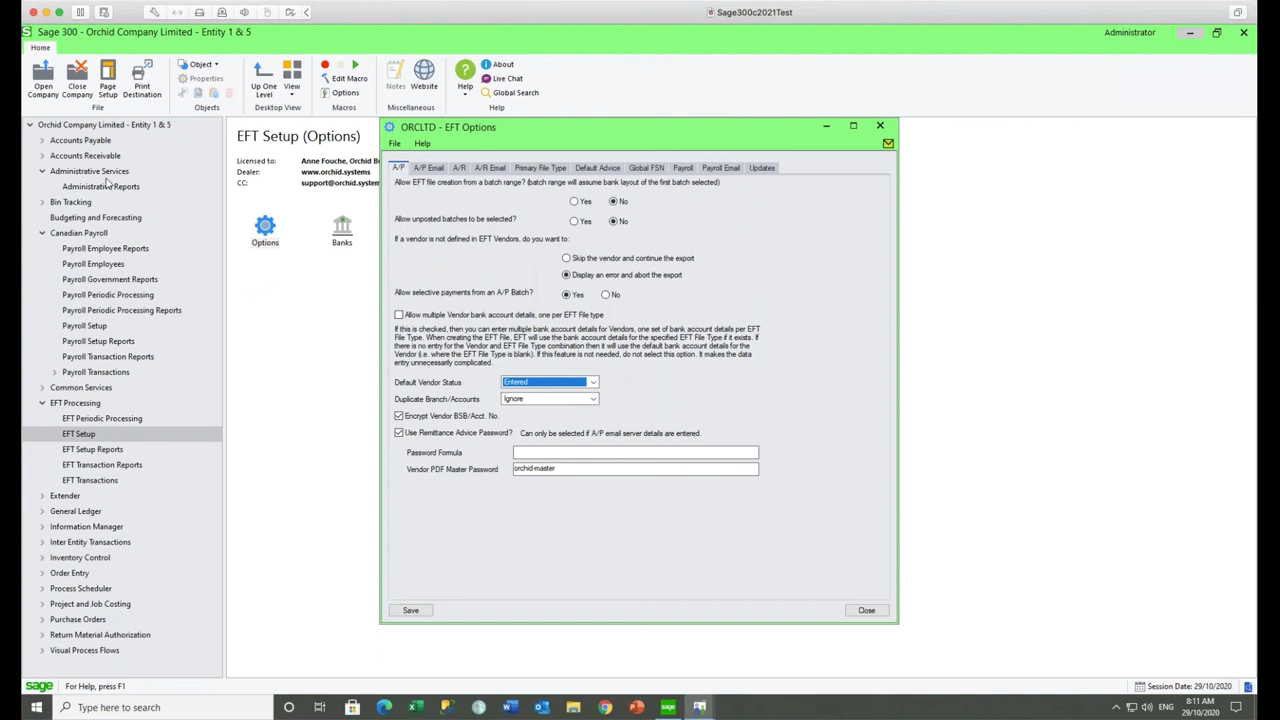 Sage300c2021Test
Sage 300 - Orchid Company Limited - Entity 1 & 5
Administrator
Home
Open Company
Close Company
Page Setup
Print Destination
File
Object
Properties
Objects
Up One Level
View
Desktop View
Edit Macro
Options
Macros
Notes
Website
Miscellaneous
Help
About
Live Chat
Global Search
Help
Orchid Company Limited - Entity 1 & 5
Accounts Payable
Accounts Receivable
Administrative Services
Administrative Reports
Bin Tracking
Budgeting and Forecasting
Canadian Payroll
Payroll Employee Reports
Payroll Employees
Payroll Government Reports
Payroll Periodic Processing
Payroll Periodic Processing Reports
Payroll Setup
Payroll Setup Reports
Payroll Transaction Reports
Payroll Transactions
Common Services
EFT Processing
EFT Periodic Processing
EFT Setup
EFT Setup Reports
EFT Transaction Reports
EFT Transactions
Extender
General Ledger
Information Manager
Inter Entity Transactions
Inventory Control
Order Entry
Process Scheduler
Project and Job Costing
Purchase Orders
Return Material Authorization
Visual Process Flows
EFT Setup (Options)
Licensed to: Anne Fouche, Orchid B
Dealer: www.orchid.systems
CC: support@orchid.system
Options
Banks
ORCLTD - EFT Options
File Help
A/P A/P Email A/R A/R Email Primary File Type Default Advice Global FSN Payroll Payroll Email Updates
Allow EFT file creation from a batch range? (batch range will assume bank layout of the first batch selected)
Yes No
Allow unposted batches to be selected?
Yes No
If a vendor is not defined in EFT Vendors, do you want to:
Skip the vendor and continue the export
Display an error and abort the export
Allow selective payments from an A/P Batch?
Yes No
Allow multiple Vendor bank account details, one per EFT File type
If this is checked, then you can enter multiple bank account details for Vendors, one set of bank account details per EFT
File Type. When creating the EFT File, EFT will use the bank account details for the specified EFT File Type if it exists. If
there is no entry for the Vendor and EFT File Type combination then it will use the default bank account details for the
Vendor (i.e. where the EFT File Type is blank). If this feature is not needed, do not select this option. It makes the data
entry unnecessarily complicated.
Default Vendor Status Entered
Duplicate Branch/Accounts Ignore
Encrypt Vendor BSB/Acct. No.
Use Remittance Advice Password? Can only be selected if A/P email server details are entered.
Password Formula
Vendor PDF Master Password orchid-master
Save
Close
sage For Help, press F1
Session Date: 29/10/2020
Type here to search
sage
ENG
8:11 AM
29/10/2020